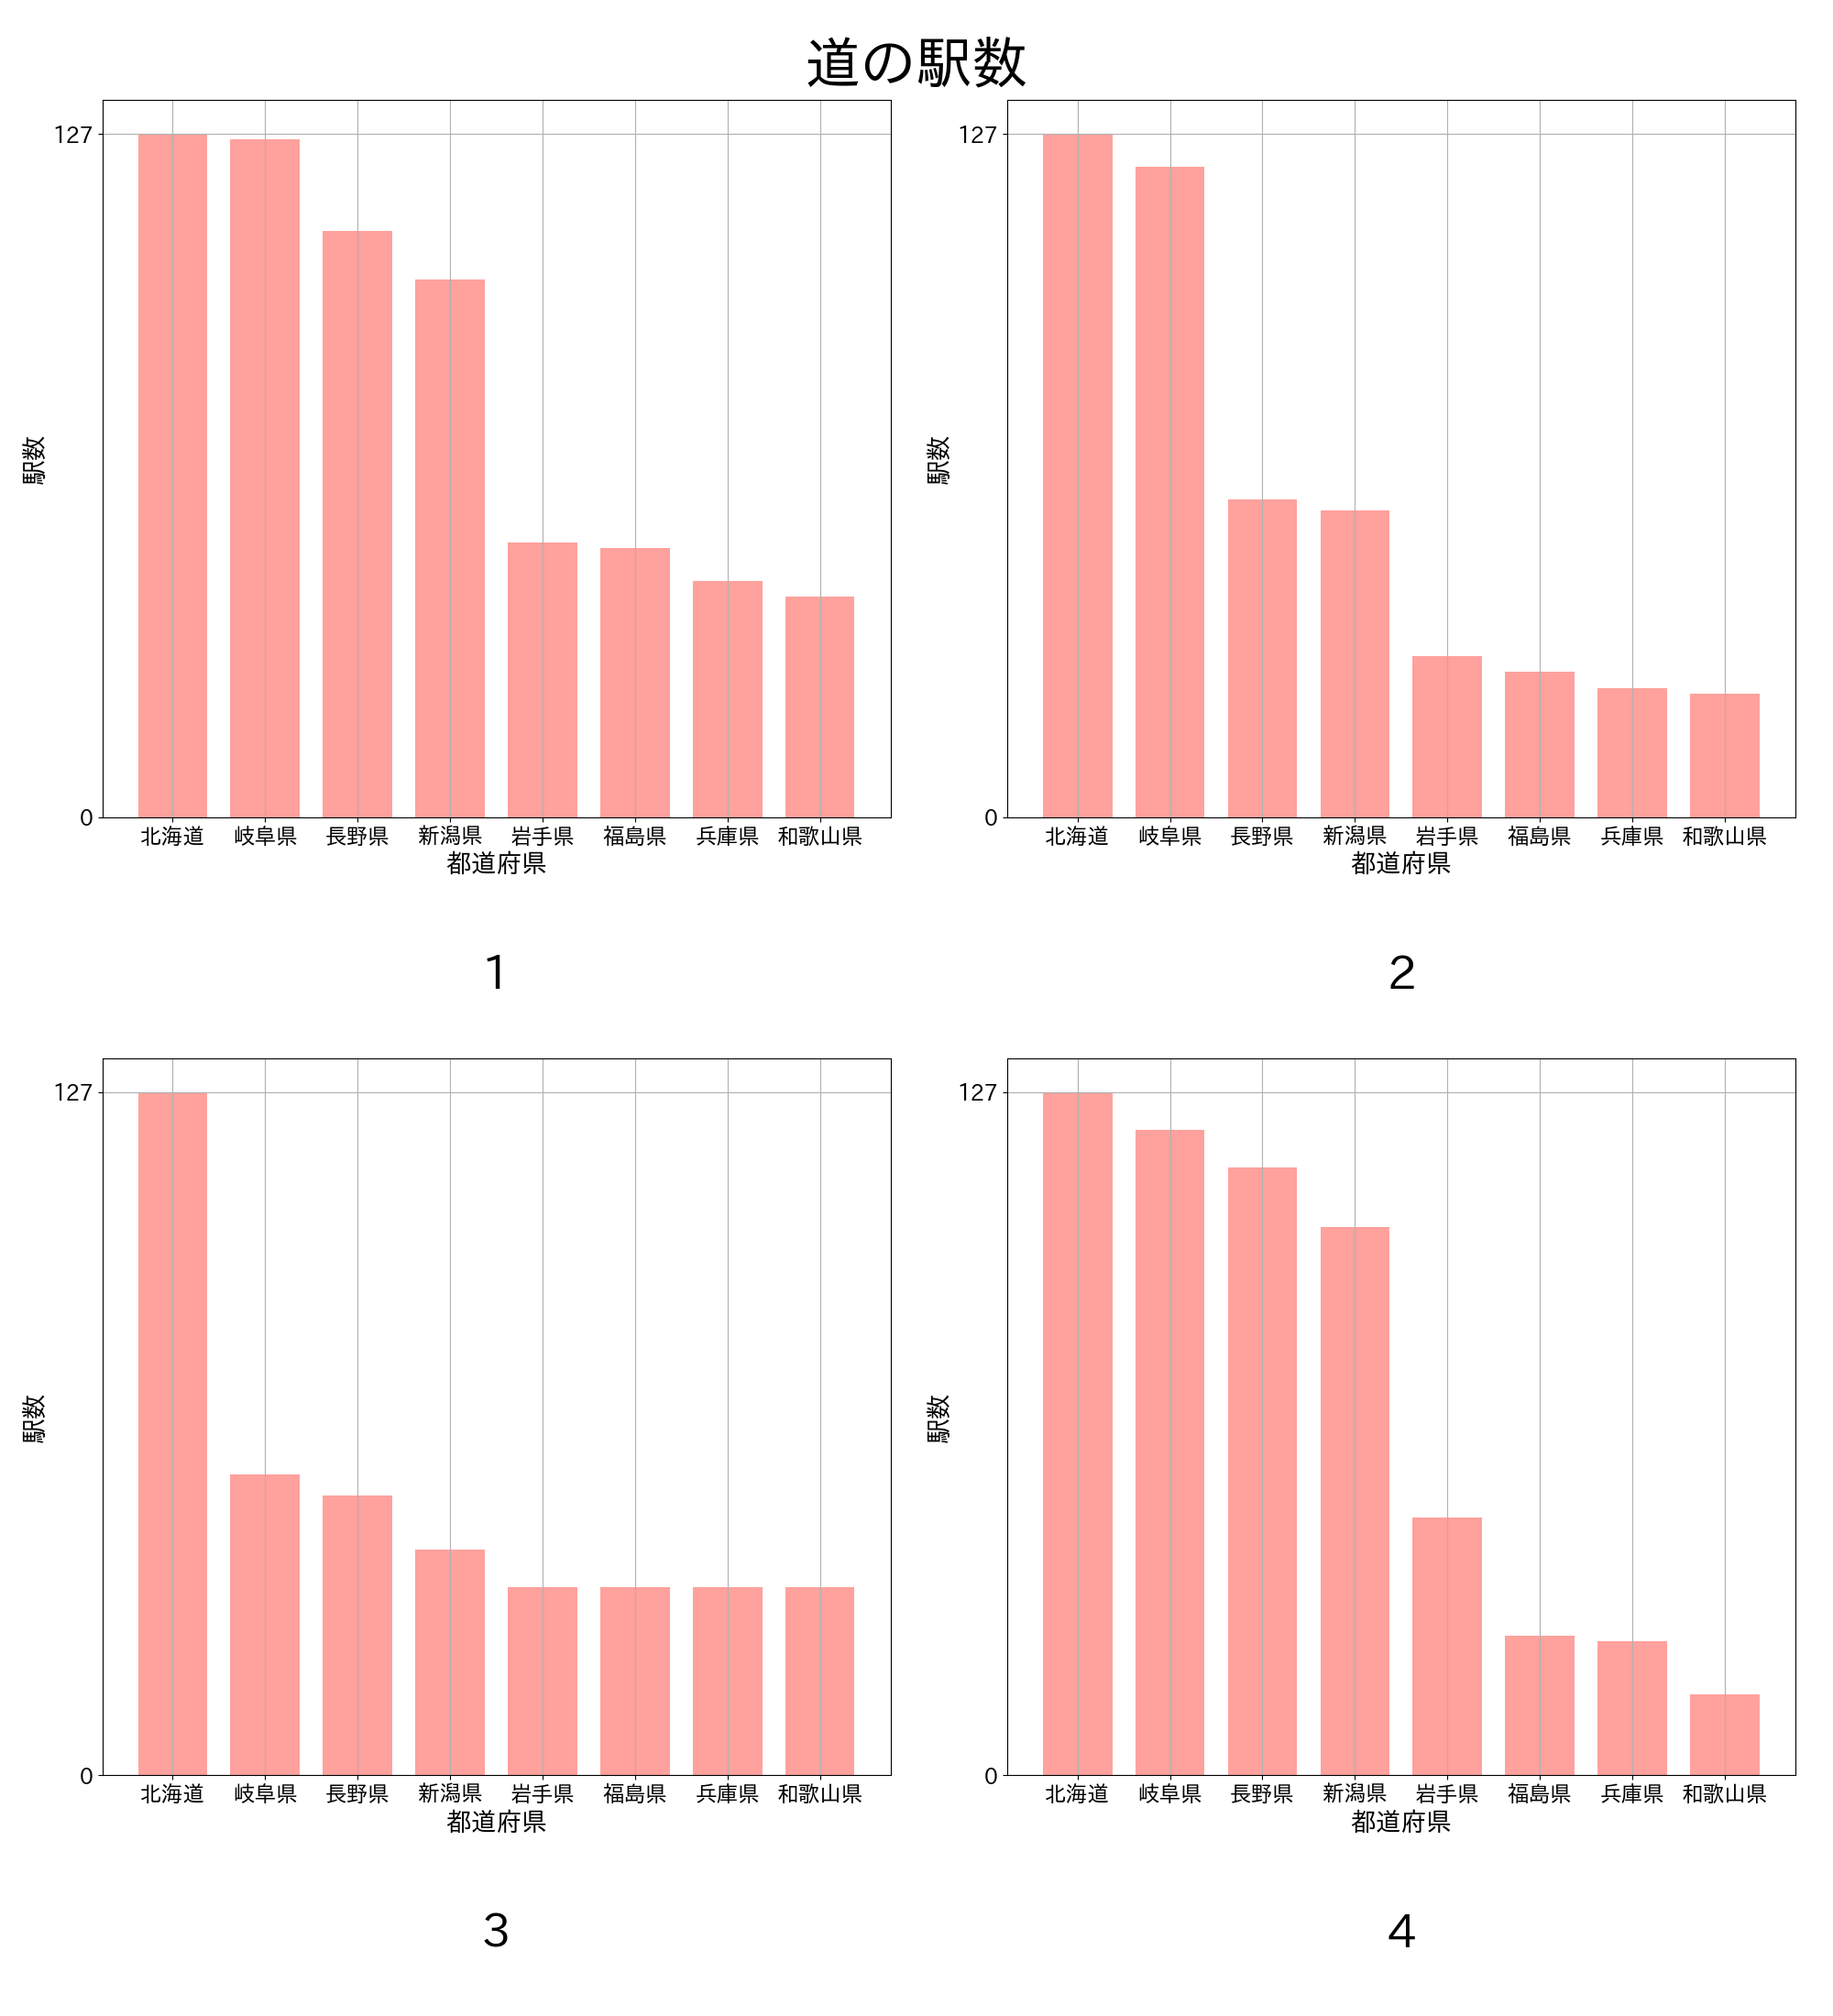 道の駅数
127
0
駅数
北海道 岐阜県 長野県 新潟県 岩手県 福島県 兵庫県 和歌山県
都道府県
1
127
0
駅数
北海道 岐阜県 長野県 新潟県 岩手県 福島県 兵庫県 和歌山県
都道府県
2
127
0
駅数
北海道 岐阜県 長野県 新潟県 岩手県 福島県 兵庫県 和歌山県
都道府県
3
127
0
駅数
北海道 岐阜県 長野県 新潟県 岩手県 福島県 兵庫県 和歌山県
都道府県
4